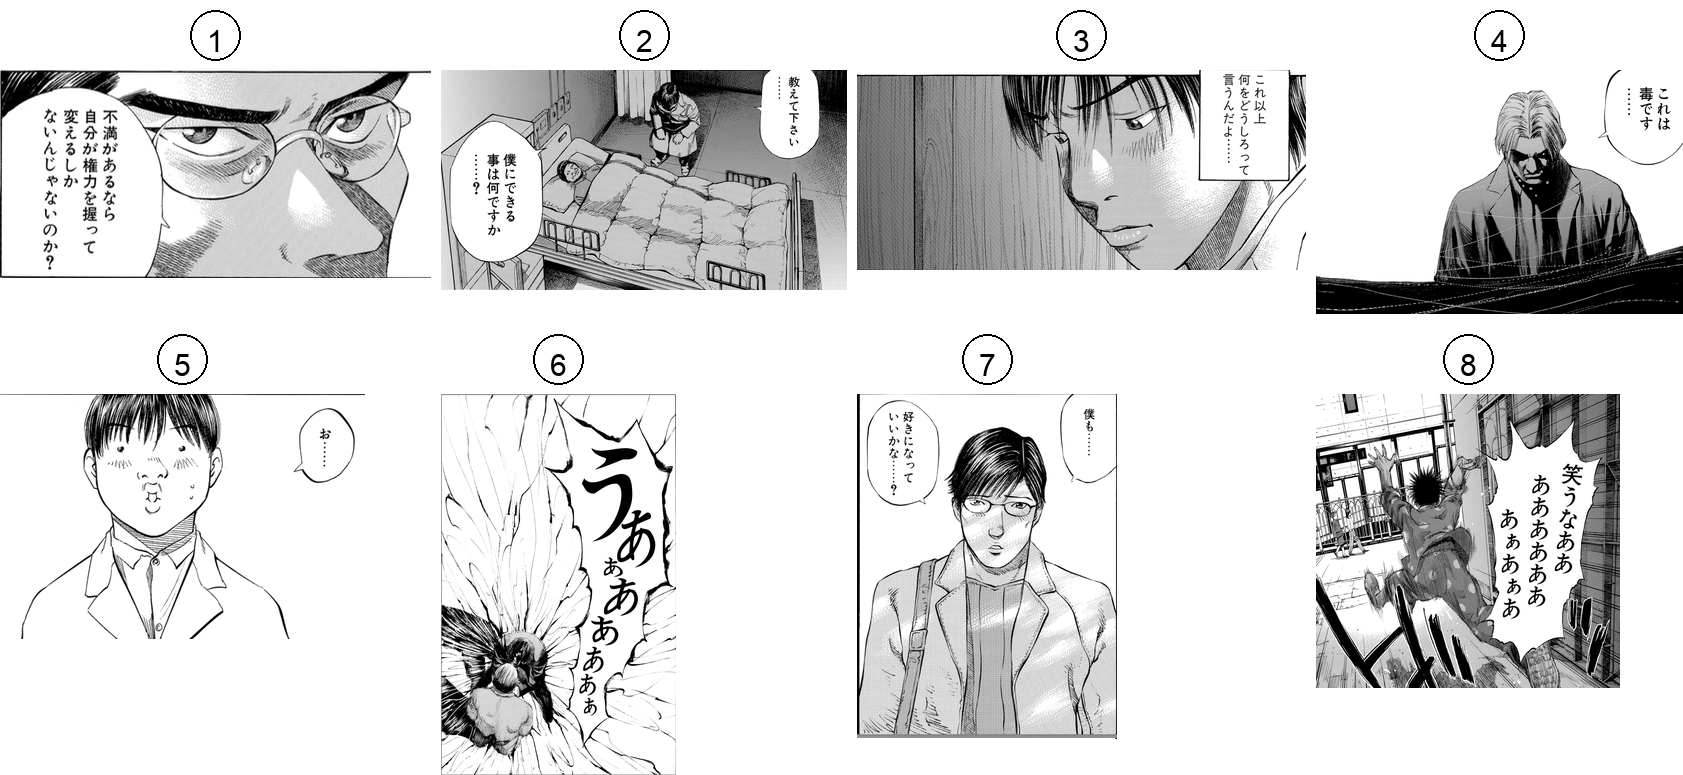 1
不満があるなら
自分が権力を握って
変えるしか
ないんじゃないのか?
2
教えて下さい
……
僕にできる
事は何ですか
……?
3
これ以上
何をどうしろって
言うんだよ……
4
これは
毒です
……
5
お……
6
うあぁあああぁぁ
7
僕も……
好きになって
いいかな……?
8
笑うなああ
ああああああ
あぁあぁあ